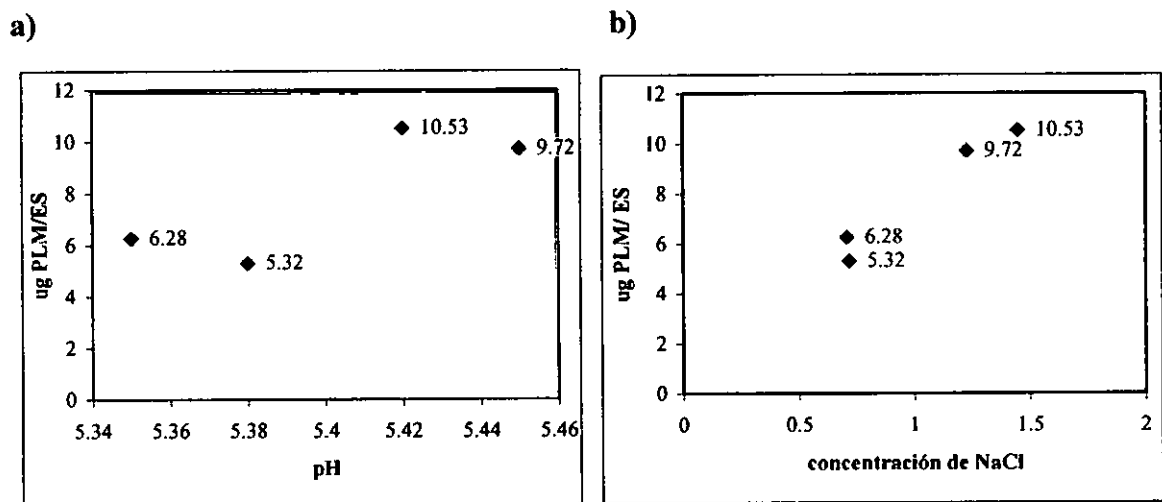 a)
12
10
8
6
4
2
0
ug PLM/ES
10.53
9.72
6.28
5.32
5.34 5.36 5.38 5.4 5.42 5.44 5.46
pH
b)
12
10
8
6
4
2
0
ug PLM/ ES
10.53
9.72
6.28
5.32
0 0.5 1 1.5 2
concentración de NaCl